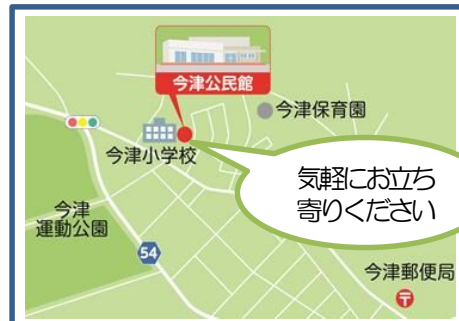 今津公民館
今津保育園
今津小学校
気軽にお立ち
寄りください
今津
運動公園
54
今津郵便局
〒